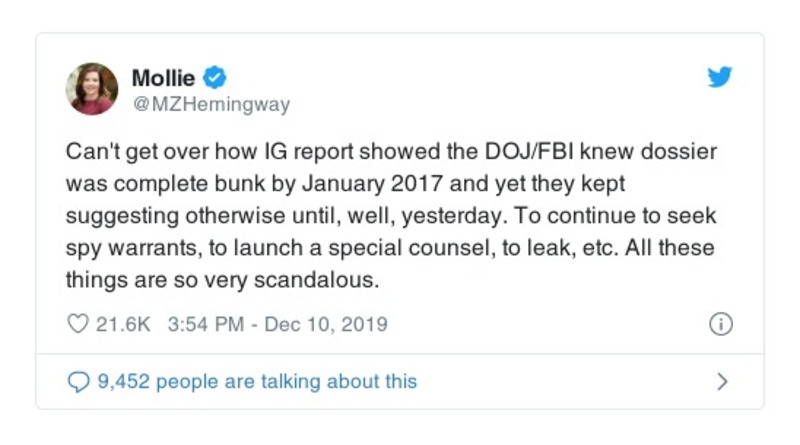 Mollie
@MZHemingway
Can't get over how IG report showed the DOJ/FBI knew dossier
was complete bunk by January 2017 and yet they kept
suggesting otherwise until, well, yesterday. To continue to seek
spy warrants, to launch a special counsel, to leak, etc. All these
things are so very scandalous.
21.6K 3:54 PM - Dec 10, 2019
9,452 people are talking about this